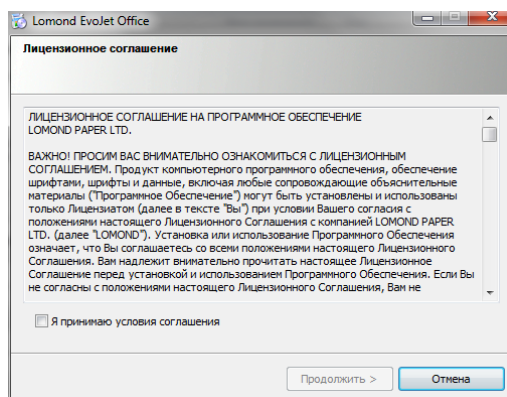 Lomond EvoJet Office
Лицензионное соглашение
ЛИЦЕНЗИОННОЕ СОГЛАШЕНИЕ НА ПРОГРАММНОЕ ОБЕСПЕЧЕНИЕ
LOMOND PAPER LTD.
ВАЖНО! ПРОСИМ ВАС ВНИМАТЕЛЬНО ОЗНАКОМИТЬСЯ С ЛИЦЕНЗИОННЫМ
СОГЛАШЕНИЕМ. Продукт компьютерного программного обеспечения, обеспечение
шрифтами, шрифты и данные, включая любые сопровождающие объяснительные
материалы ("Программное Обеспечение") могут быть установлены и использованы
только Лицензиатом (далее в тексте "Вы") при условии Вашего согласия с
положениями настоящего Лицензионного Соглашения с компанией LOMOND PAPER
LTD. (далее "LOMOND"). Установка или использование Программного Обеспечения
означает, что Вы соглашаетесь со всеми положениями настоящего Лицензионного
Соглашения. Вам надлежит внимательно прочитать настоящее Лицензионное
Соглашение перед установкой и использованием Программного Обеспечения. Если Вы
не согласны с положениями настоящего Лицензионного Соглашения, Вам не
Я принимаю условия соглашения
Продолжить >
Отмена